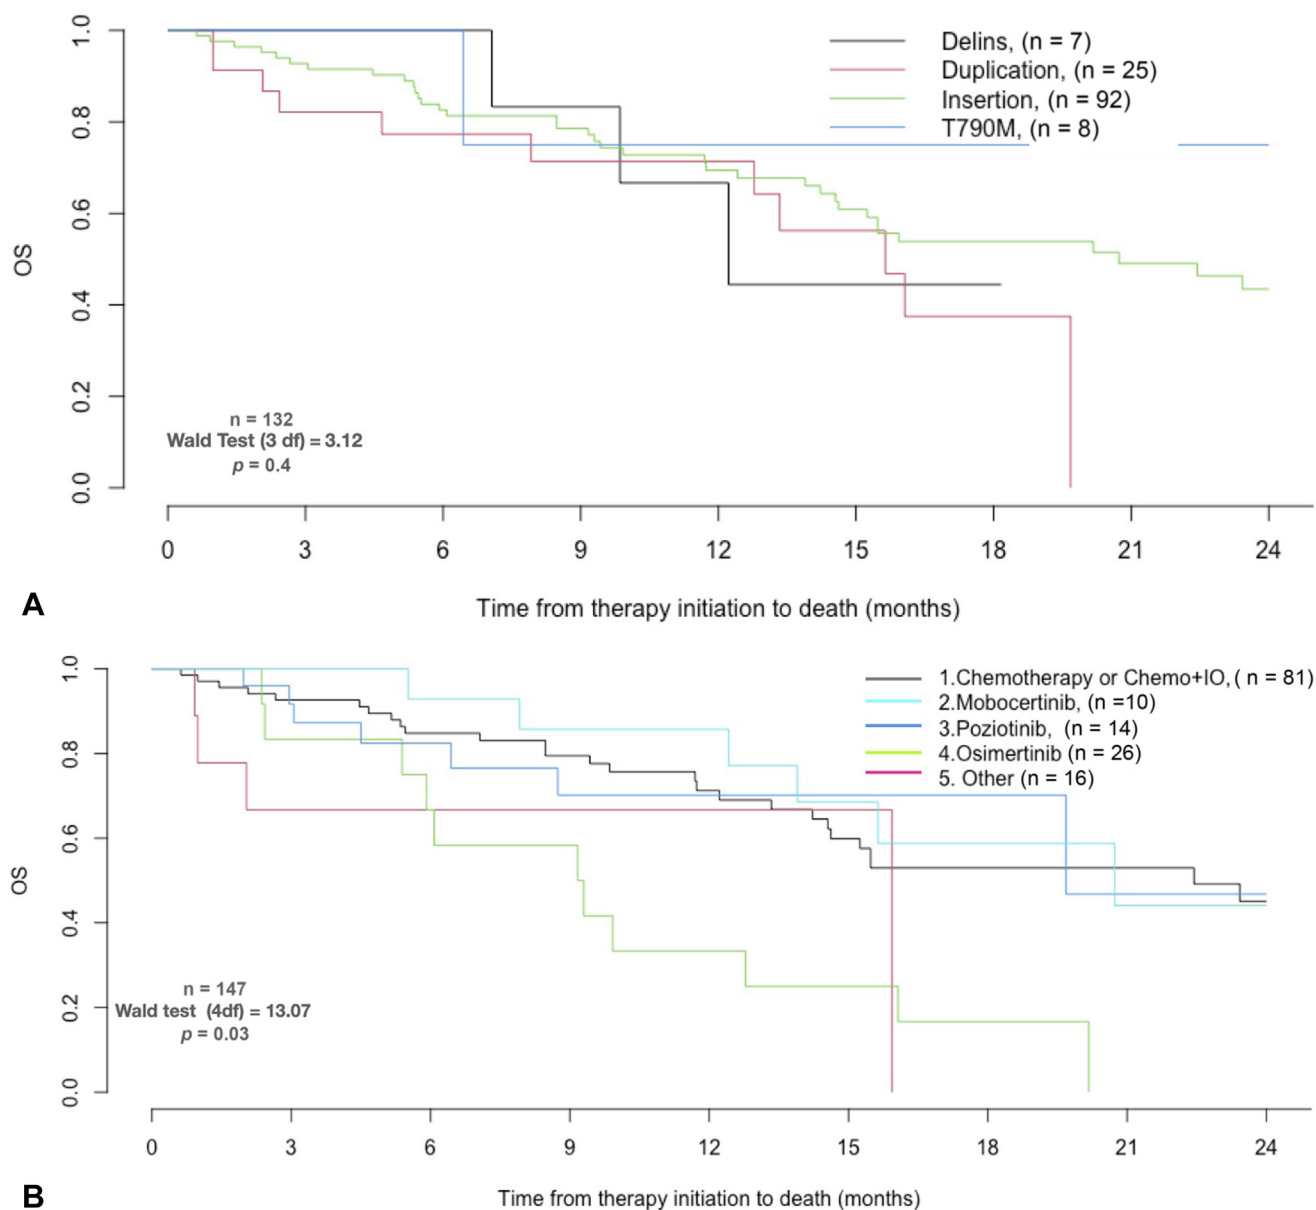 1.0
0.8
0.6
0.4
0.2
0.0
OS
Delins, (n = 7)
Duplication, (n = 25)
Insertion, (n = 92)
T790M, (n = 8)
n = 132
Wald Test (3 df) = 3.12
p = 0.4
0 3 6 9 12 15 18 21 24
Time from therapy initiation to death (months)
A
1.0
0.8
0.6
0.4
0.2
0.0
OS
1.Chemotherapy or Chemo+IO, ( n = 81)
2.Mobocertinib, (n =10)
3.Poziotinib, (n = 14)
4.Osimertinib (n = 26)
5. Other (n = 16)
n = 147
Wald test (4df) = 13.07
p = 0.03
0 3 6 9 12 15 18 21 24
Time from therapy initiation to death (months)
B